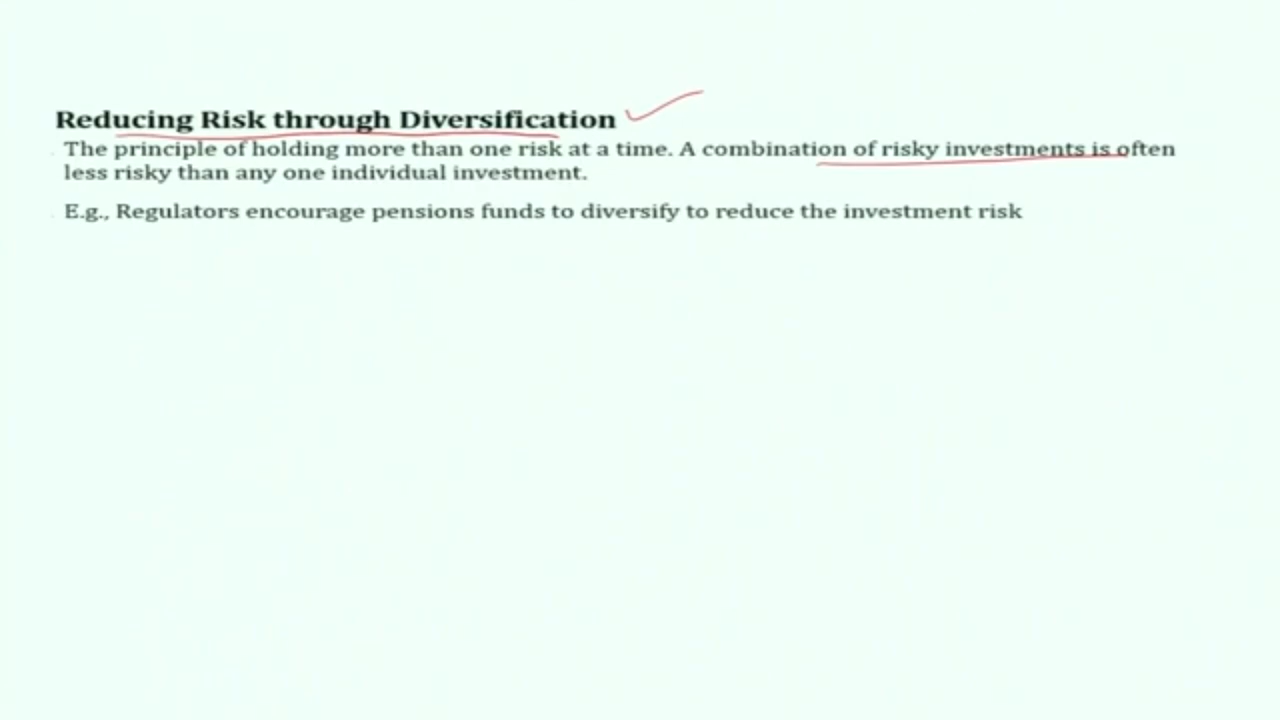 Reducing Risk through Diversification
The principle of holding more than one risk at a time. A combination of risky investments is often
less risky than any one individual investment.
E.g., Regulators encourage pensions funds to diversify to reduce the investment risk